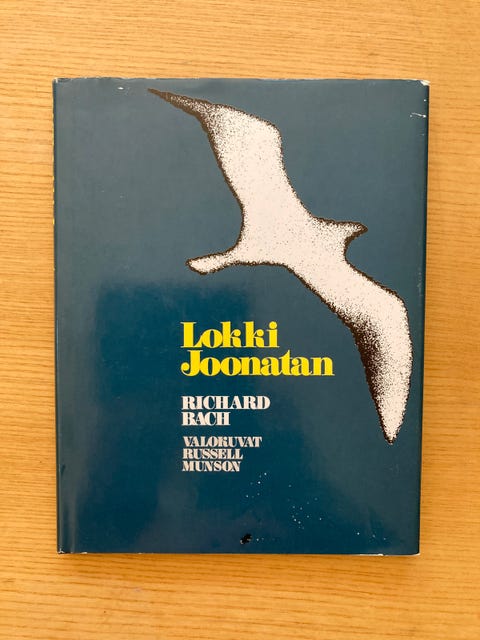 Lokki
Joonatan
RICHARD
BACH
VALOKUVAT
RUSSELL
MUNSON